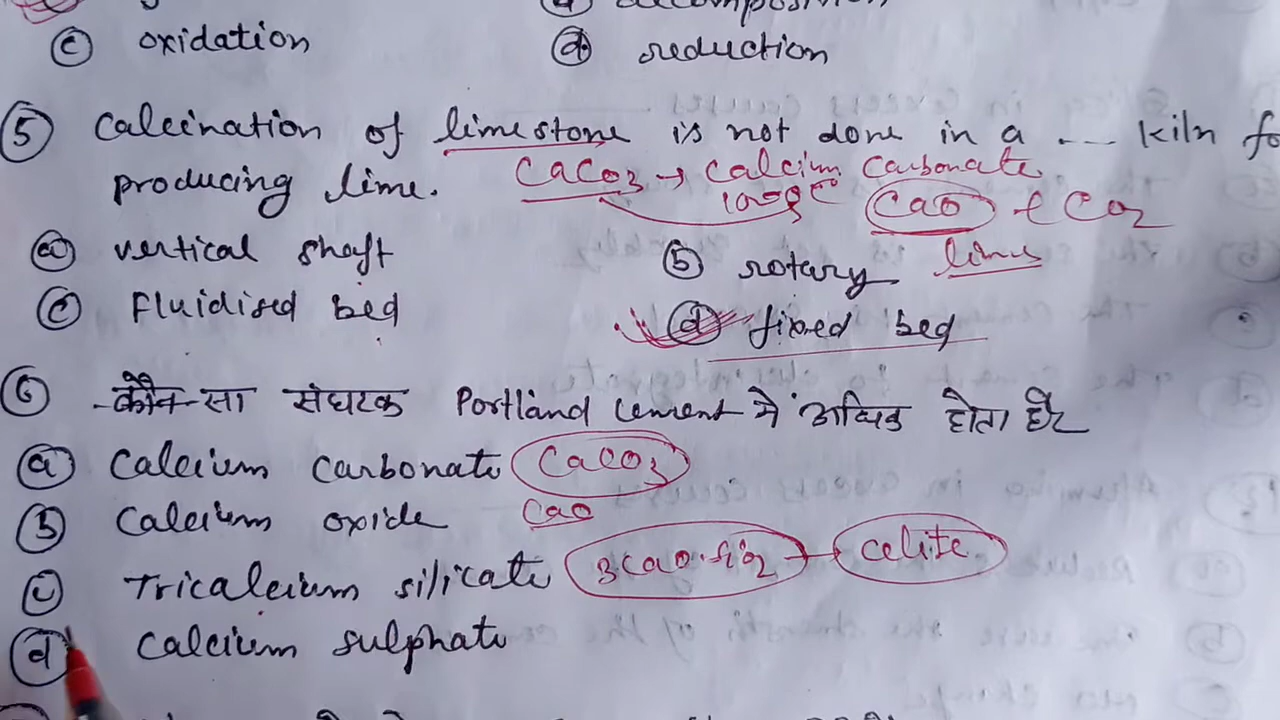 (d) decomposition
(c) oxidation (d) reduction
(5) Calcination of limestone is not done in a --- kiln fo
producing lime. CaCO3 → Calcium Carbonate
1000°C CaO + CO2
(a) vertical shaft (b) rotary lime
(c) Fluidised bed (d) fixed bed
(6) कौन-सा संघटक Portland cement में अधिक होता है
(a) Calcium Carbonate CaCO3
(b) Calcium oxide CaO
(c) Tricalcium silicate 3CaO.SiO2 → celite
(d) Calcium sulphate